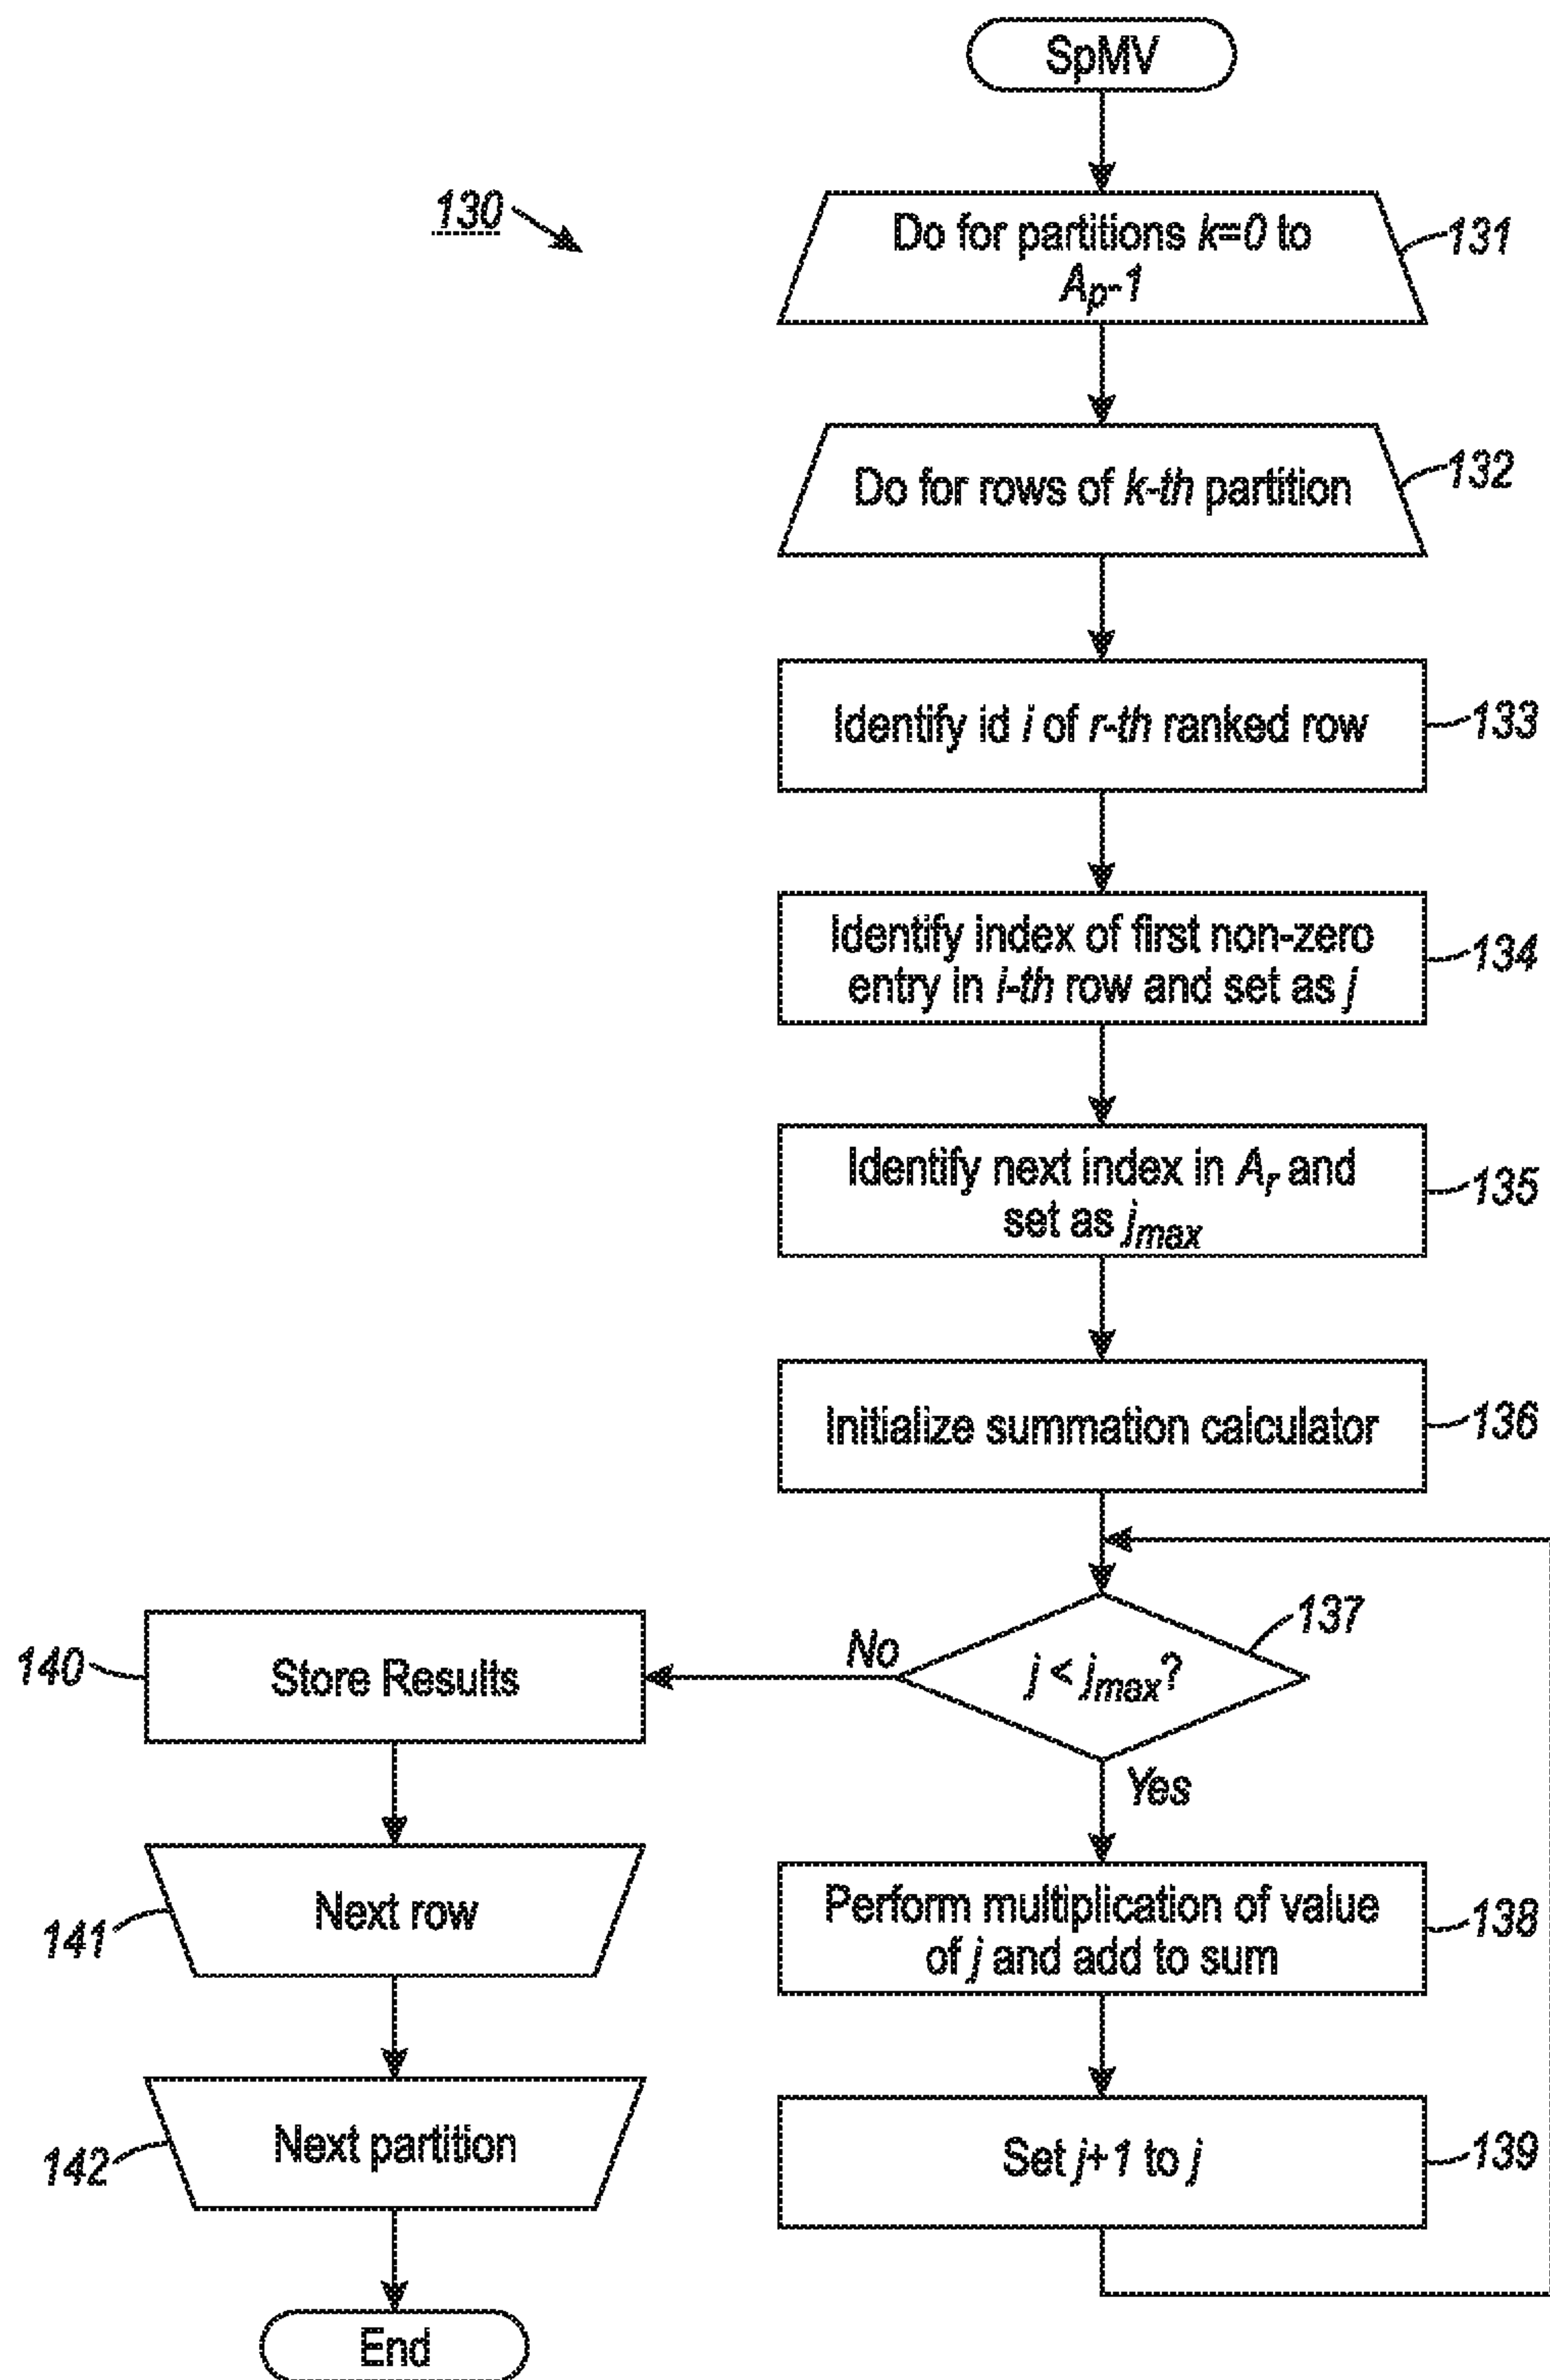 SpMV
130
Do for partitions k=0 to
Ap-1
131
Do for rows of k-th partition
132
Identify id i of r-th ranked row
133
Identify index of first non-zero
entry in i-th row and set as j
134
Identify next index in Ar and
set as jmax
135
Initialize summation calculator
136
j < jmax?
137
No
Yes
Store Results
140
Perform multiplication of value
of j and add to sum
138
Next row
141
Set j+1 to j
139
Next partition
142
End